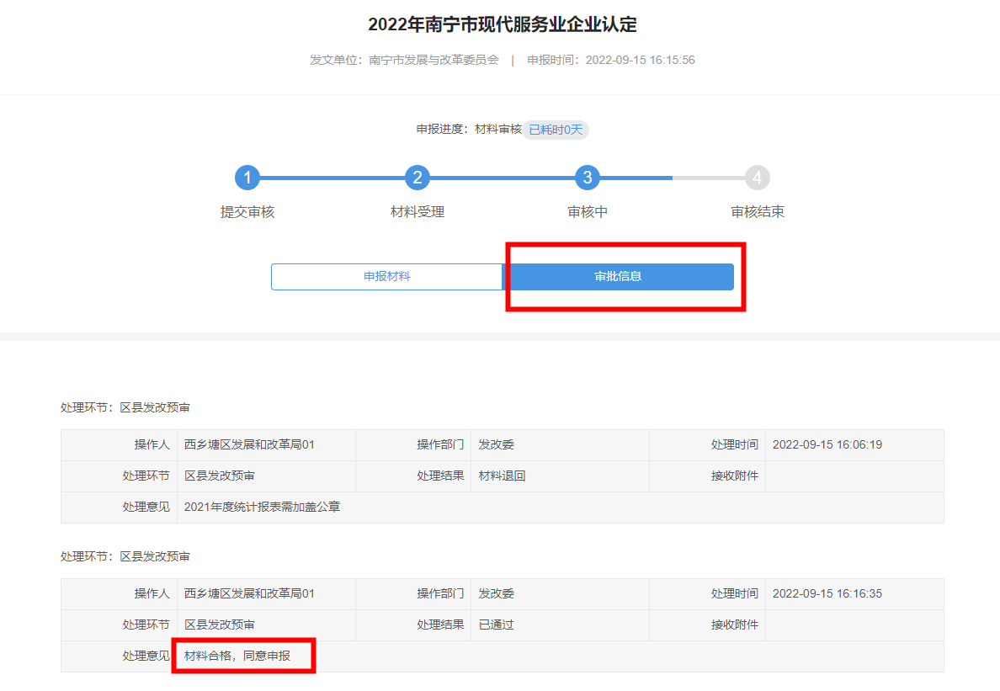 2022年南宁市现代服务业企业认定
发文单位：南宁市发展与改革委员会 | 申报时间：2022-09-15 16:15:56
申报进度：材料审核 已耗时0天
1 2 3 4
提交审核 材料受理 审核中 审核结束
申报材料 审批信息
处理环节：区县发改预审
操作人 西乡塘区发展和改革局01 操作部门 发改委 处理时间 2022-09-15 16:06:19
处理环节 区县发改预审 处理结果 材料退回 接收附件
处理意见 2021年度统计报表需加盖公章
处理环节：区县发改预审
操作人 西乡塘区发展和改革局01 操作部门 发改委 处理时间 2022-09-15 16:16:35
处理环节 区县发改预审 处理结果 已通过 接收附件
处理意见 材料合格，同意申报